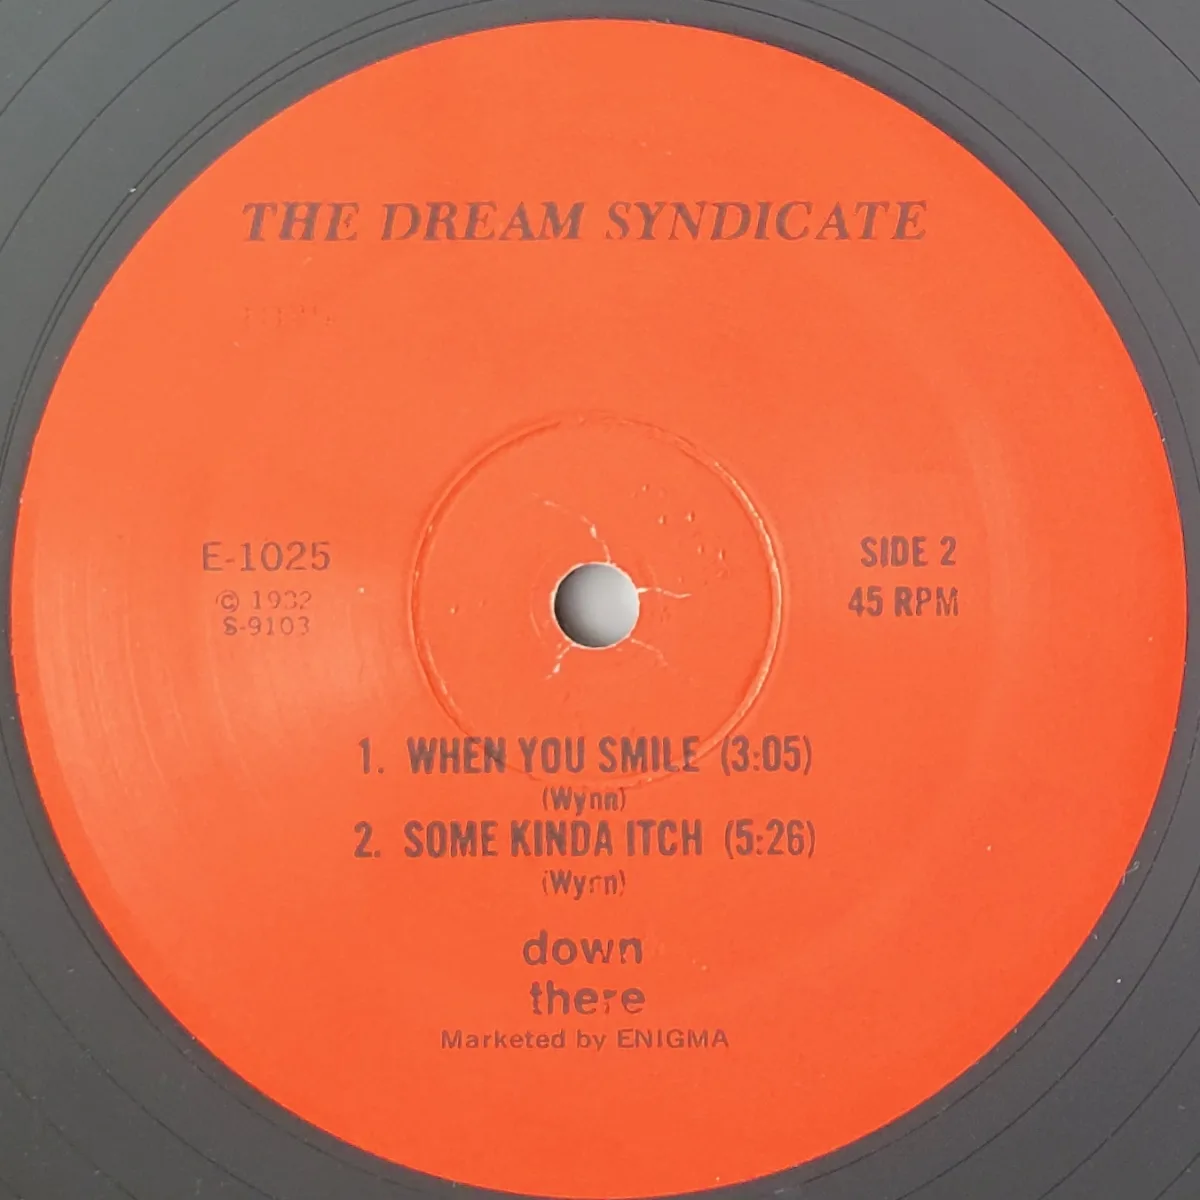 THE DREAM SYNDICATE
E-1025
© 1982
S-9103
SIDE 2
45 RPM
1. WHEN YOU SMILE (3:05)
(Wynn)
2. SOME KINDA ITCH (5:26)
(Wynn)
down
there
Marketed by ENIGMA